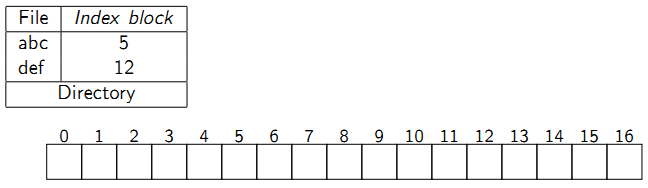 File Index block
abc 5
def 12
Directory
0 1 2 3 4 5 6 7 8 9 10 11 12 13 14 15 16